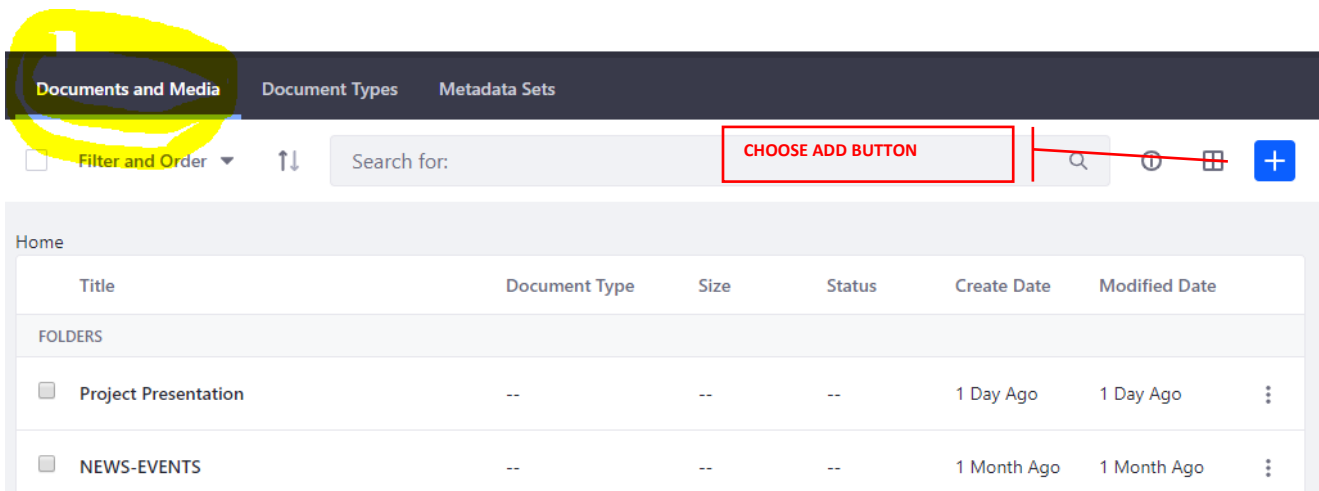 Documents and Media Document Types Metadata Sets
Filter and Order Search for: CHOOSE ADD BUTTON
Home
Title Document Type Size Status Create Date Modified Date
FOLDERS
Project Presentation -- -- -- 1 Day Ago 1 Day Ago
NEWS-EVENTS -- -- -- 1 Month Ago 1 Month Ago